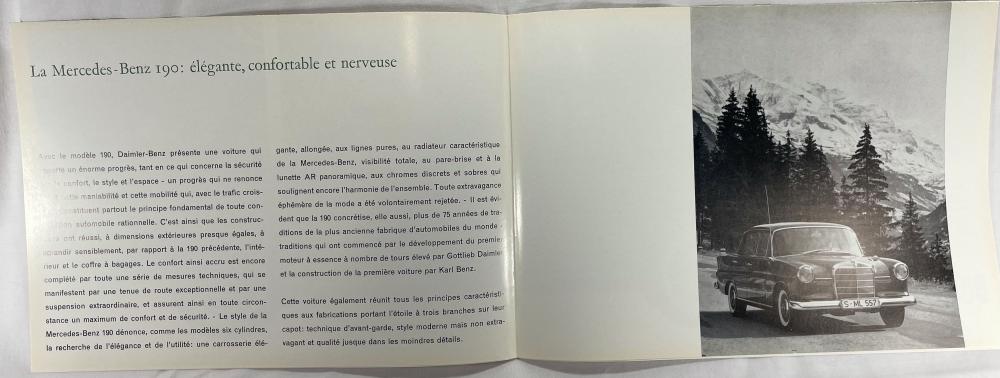 La Mercedes-Benz 190: élégante, confortable et nerveuse
le modèle 190, Daimler-Benz présente une voiture qui
un énorme progrès, tant en ce qui concerne la sécurité
confort, le style et l'espace - un progrès qui ne renonce
maniabilité et cette mobilité qui, avec le trafic crois-
constituent partout le principe fondamental de toute con-
automobile rationnelle. C'est ainsi que les construc-
ont réussi, à dimensions extérieures presque égales, à
sensiblement, par rapport à la 190 précédente, l'inté-
rieur et le coffre à bagages. Le confort ainsi accru est encore
complété par toute une série de mesures techniques, qui se
manifestent par une tenue de route exceptionnelle et par une
suspension extraordinaire, et assurent ainsi en toute circon-
stance un maximum de confort et de sécurité. - Le style de la
Mercedes-Benz 190 dénonce, comme les modèles six cylindres,
la recherche de l'élégance et de l'utilité: une carrosserie élé-
gante, allongée, aux lignes pures, au radiateur caractéristique
de la Mercedes-Benz, visibilité totale, au pare-brise et à la
lunette AR panoramique, aux chromes discrets et sobres qui
soulignent encore l'harmonie de l'ensemble. Toute extravagance
éphémère de la mode a été volontairement rejetée. - Il est évi-
dent que la 190 concrétise, elle aussi, plus de 75 années de tra-
ditions de la plus ancienne fabrique d'automobiles du monde -
traditions qui ont commencé par le développement du premier
moteur à essence à nombre de tours élevé par Gottlieb Daimler
et la construction de la première voiture par Karl Benz.
Cette voiture également réunit tous les principes caractéristi-
ques aux fabrications portant l'étoile à trois branches sur leur
capot: technique d'avant-garde, style moderne mais non extra-
vagant et qualité jusque dans les moindres détails.
S-ML 557